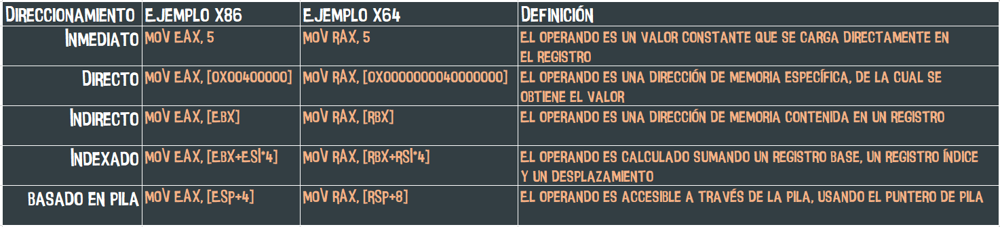 Direccionamiento EJEMPLO X86 EJEMPLO X64 Definición
Inmediato MOV EAX, 5 MOV RAX, 5 El operando es un valor constante que se carga directamente en
el registro
Directo MOV EAX, [0X00400000] MOV RAX, [0X0000000040000000] El operando es una dirección de memoria específica, de la cual se
obtiene el valor
Indirecto MOV EAX, [EBX] MOV RAX, [RBX] El operando es una dirección de memoria contenida en un registro
Indexado MOV EAX, [EBX+ESI*4] MOV RAX, [RBX+RSI*4] El operando es calculado sumando un registro base, un registro índice
y un desplazamiento
basado en pila MOV EAX, [ESP+4] MOV RAX, [RSP+8] El operando es accesible a través de la pila, usando el puntero de pila